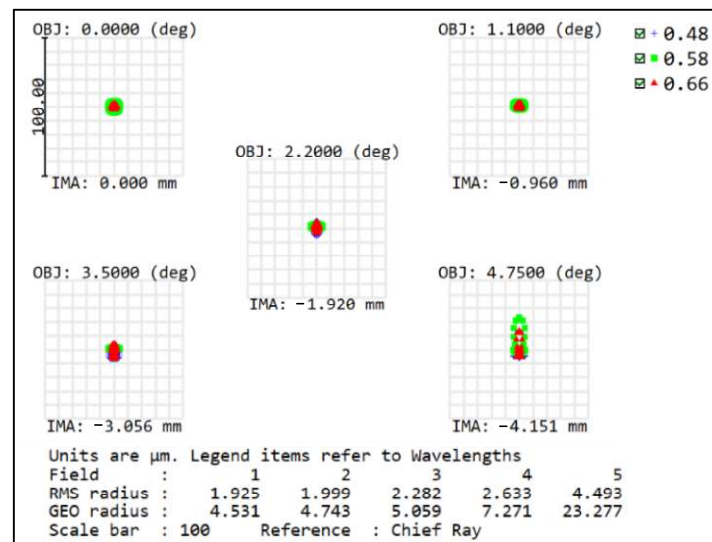 OBJ: 0.0000 (deg)
OBJ: 1.1000 (deg)
+ 0.48
0.58
0.66
100.00
IMA: 0.000 mm
IMA: -0.960 mm
OBJ: 2.2000 (deg)
IMA: -1.920 mm
OBJ: 3.5000 (deg)
OBJ: 4.7500 (deg)
IMA: -3.056 mm
IMA: -4.151 mm
Units are µm. Legend items refer to Wavelengths
Field : 1 2 3 4 5
RMS radius : 1.925 1.999 2.282 2.633 4.493
GEO radius : 4.531 4.743 5.059 7.271 23.277
Scale bar : 100 Reference : Chief Ray